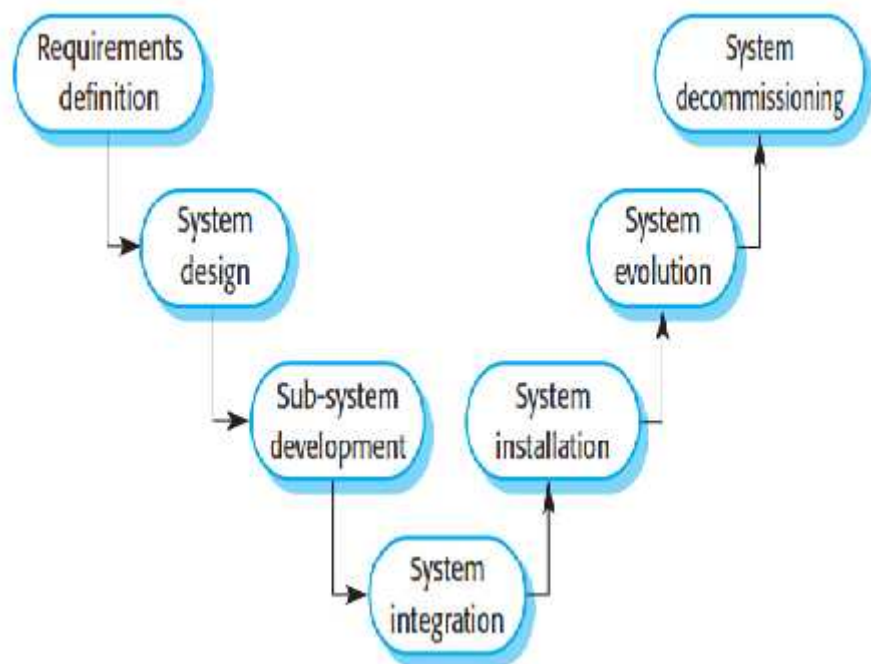 Requirements
definition
System
design
Sub-system
development
System
integration
System
installation
System
evolution
System
decommissioning